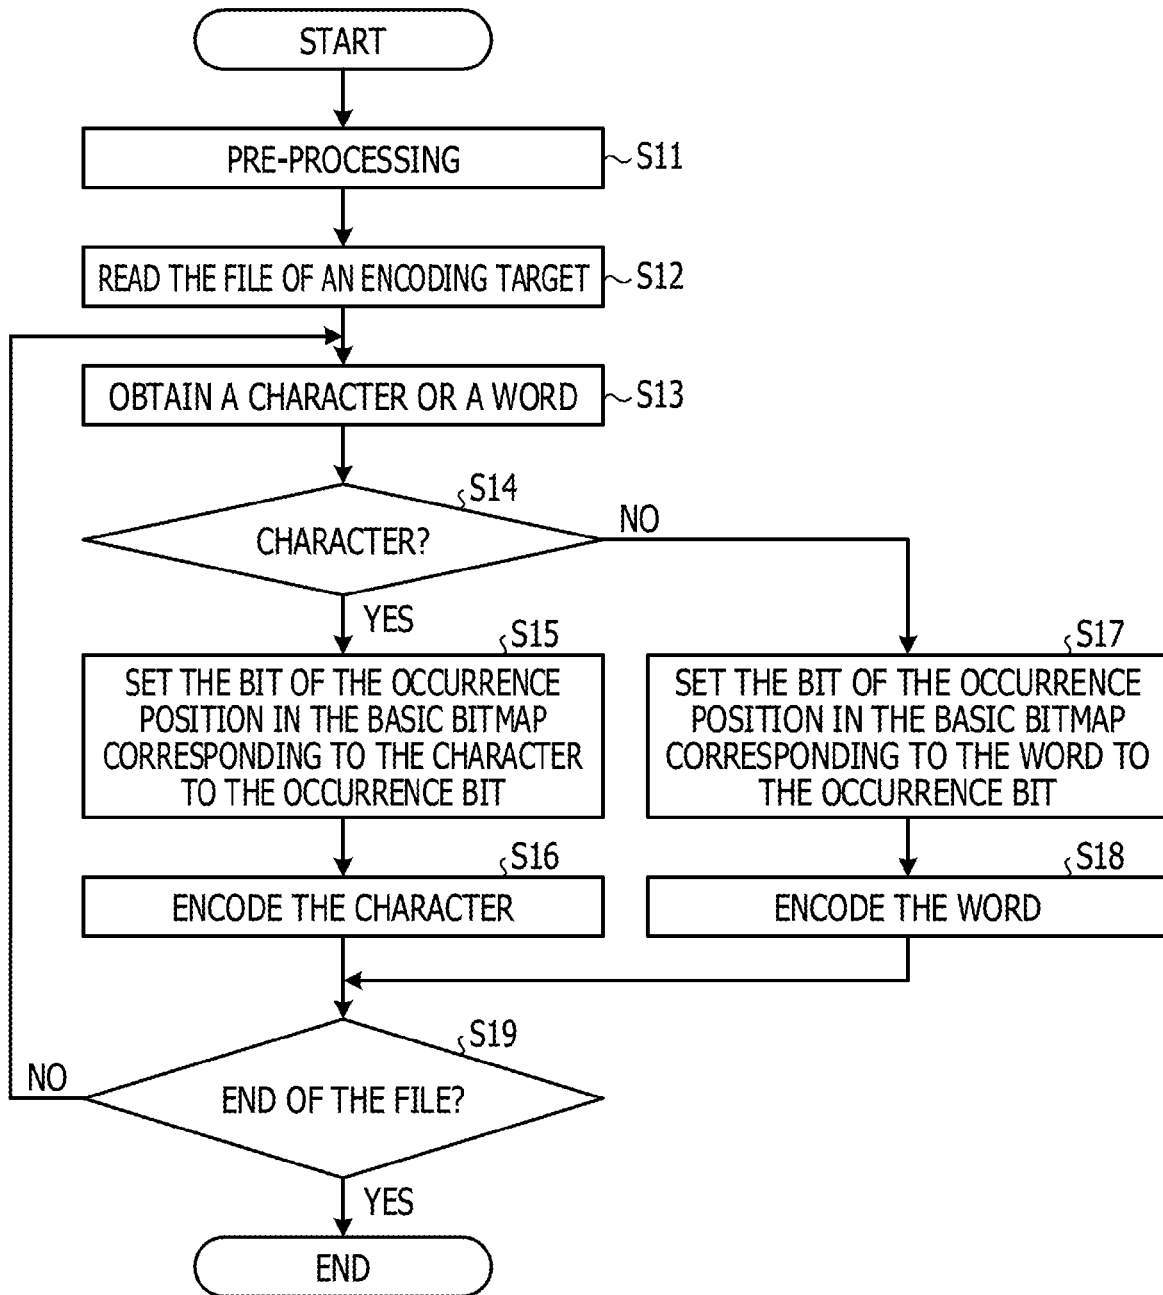 START
PRE-PROCESSING
S11
READ THE FILE OF AN ENCODING TARGET
S12
OBTAIN A CHARACTER OR A WORD
S13
S14
CHARACTER?
NO
YES
S15
SET THE BIT OF THE OCCURRENCE
POSITION IN THE BASIC BITMAP
CORRESPONDING TO THE CHARACTER
TO THE OCCURRENCE BIT
S17
SET THE BIT OF THE OCCURRENCE
POSITION IN THE BASIC BITMAP
CORRESPONDING TO THE WORD TO
THE OCCURRENCE BIT
S16
ENCODE THE CHARACTER
S18
ENCODE THE WORD
S19
END OF THE FILE?
NO
YES
END